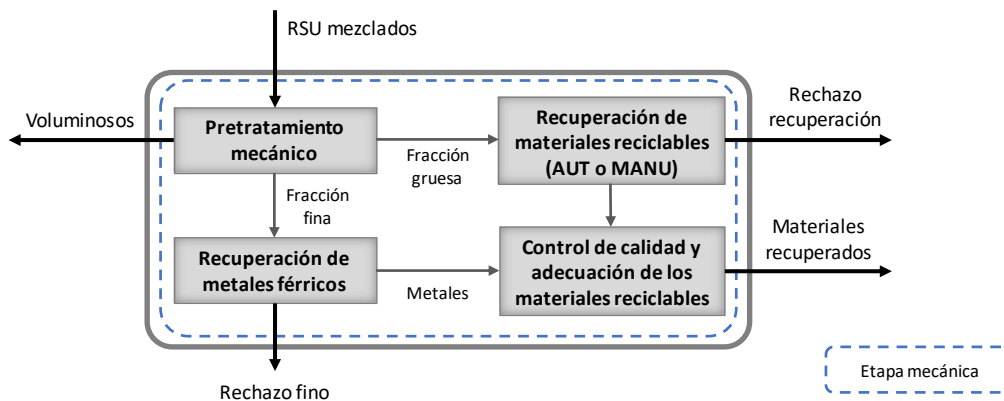 RSU mezclados
Voluminosos
Pretratamiento
mecánico
Fracción
gruesa
Recuperación de
materiales reciclables
(AUT o MANU)
Rechazo
recuperación
Fracción
fina
Recuperación de
metales férricos
Metales
Control de calidad y
adecuación de los
materiales reciclables
Materiales
recuperados
Rechazo fino
Etapa mecánica